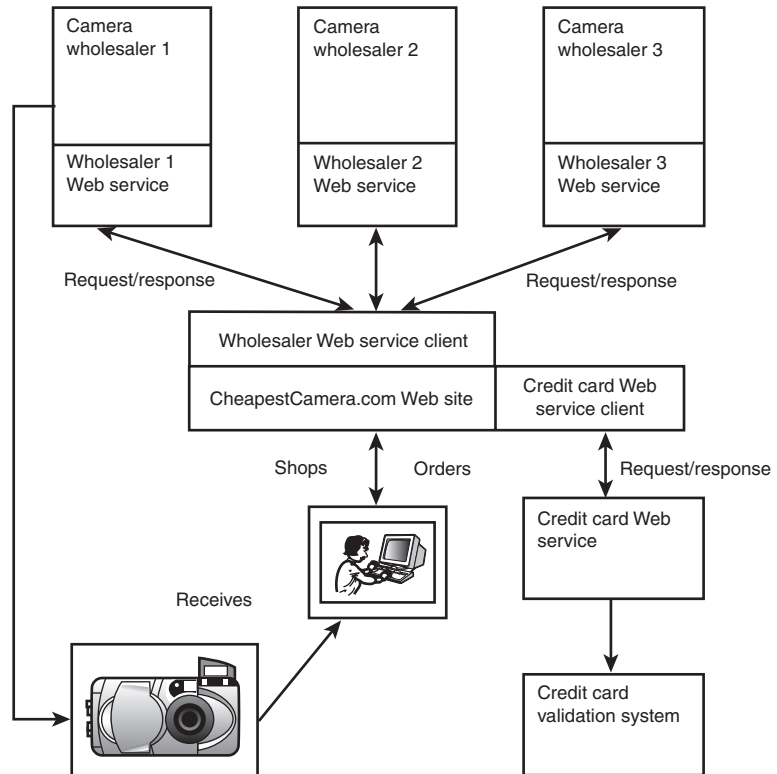 Camera
wholesaler 1
Camera
wholesaler 2
Camera
wholesaler 3
Wholesaler 1
Web service
Wholesaler 2
Web service
Wholesaler 3
Web service
Request/response
Request/response
Wholesaler Web service client
CheapestCamera.com Web site
Credit card Web
service client
Shops
Orders
Request/response
Credit card Web
service
Receives
Credit card
validation system